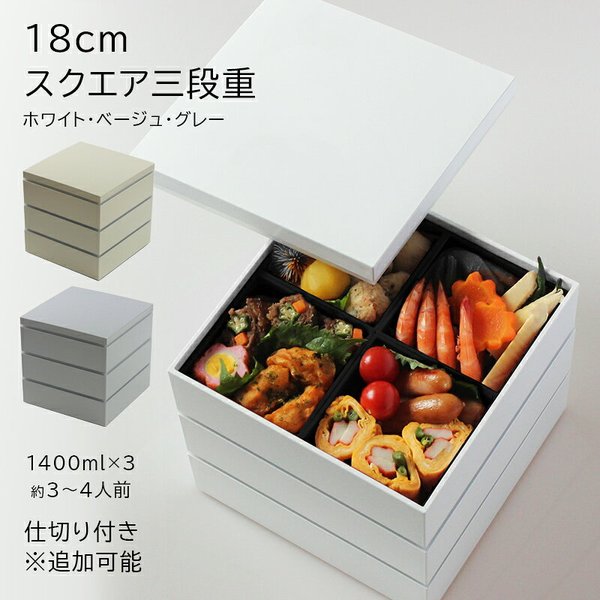 18cm
スクエア三段重
ホワイト・ベージュ・グレー
1400ml×3
約3〜4人前
仕切り付き
※追加可能